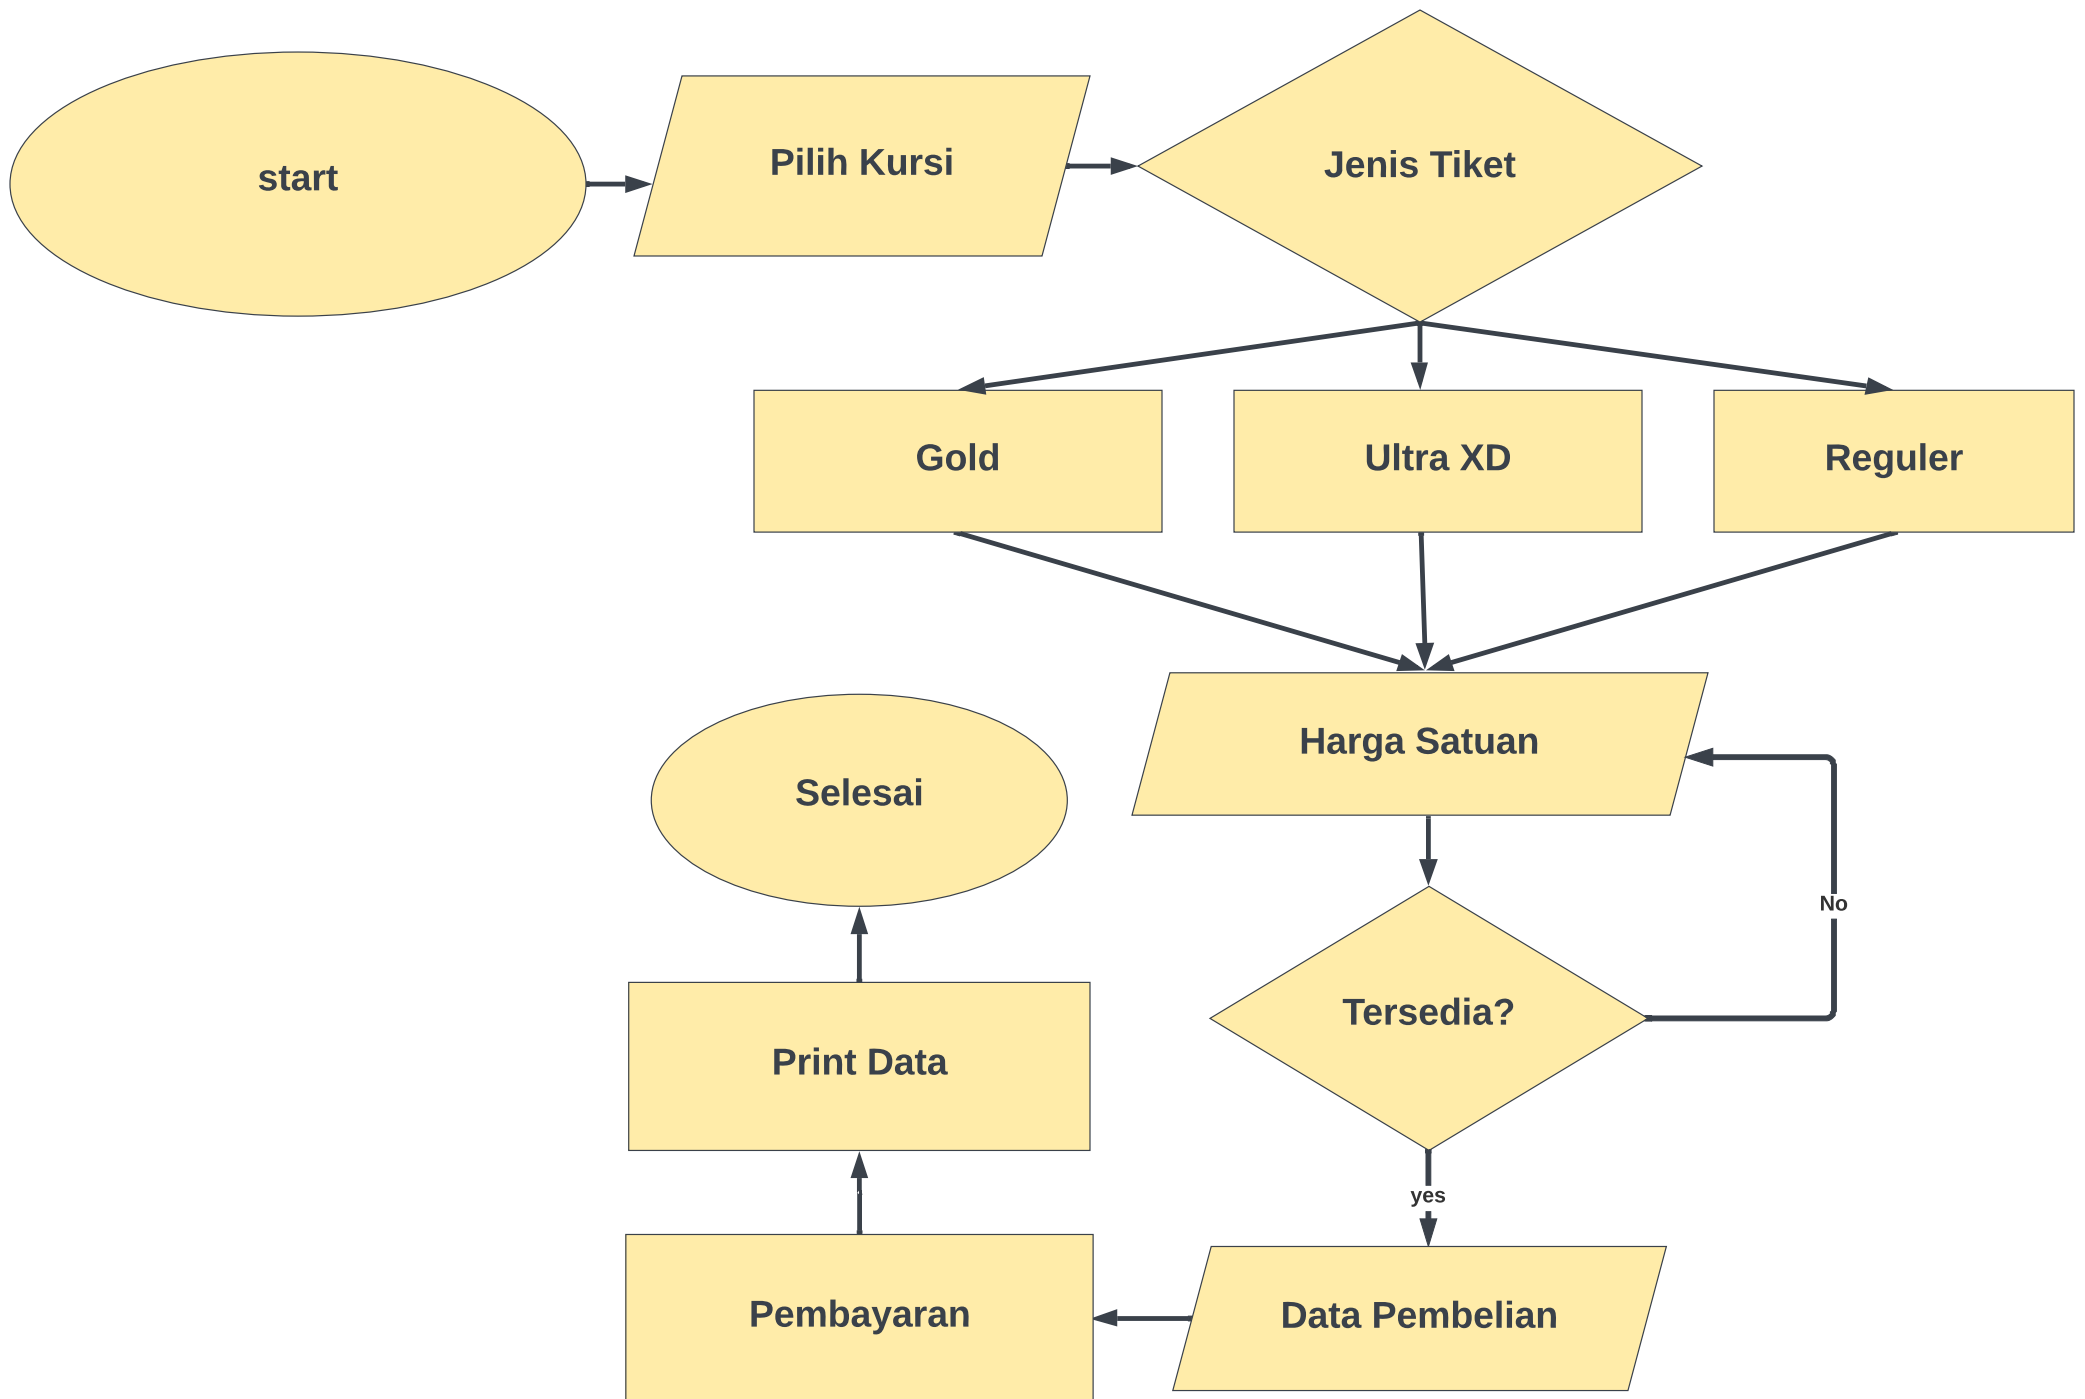 start
Pilih Kursi
Jenis Tiket
Gold
Ultra XD
Reguler
Harga Satuan
Selesai
No
Tersedia?
Print Data
yes
Pembayaran
Data Pembelian